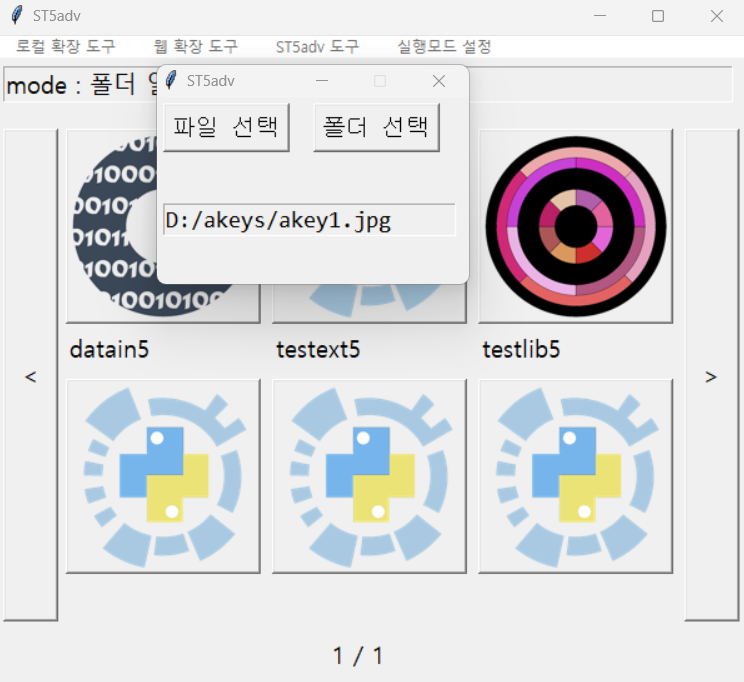 ST5adv
로컬 확장 도구 웹 확장 도구 ST5adv 도구 실행모드 설정
mode : 폴더
ST5adv
파일 선택 폴더 선택
D:/akeys/akey1.jpg
datain5 testext5 testlib5
<
>
1 / 1